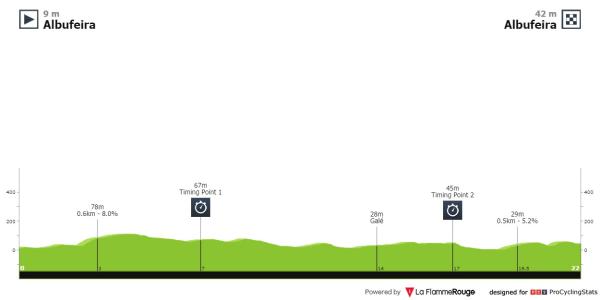 9 m
Albufeira
42 m
Albufeira
67m
Timing Point 1
45m
Timing Point 2
78m
0.6km - 8.0%
28m
Galé
29m
0.5km - 5.2%
400
200
0
400
200
0
0
3
7
14
17
19.5
22
Powered by La FlammeRouge
designed for PCS ProCyclingStats